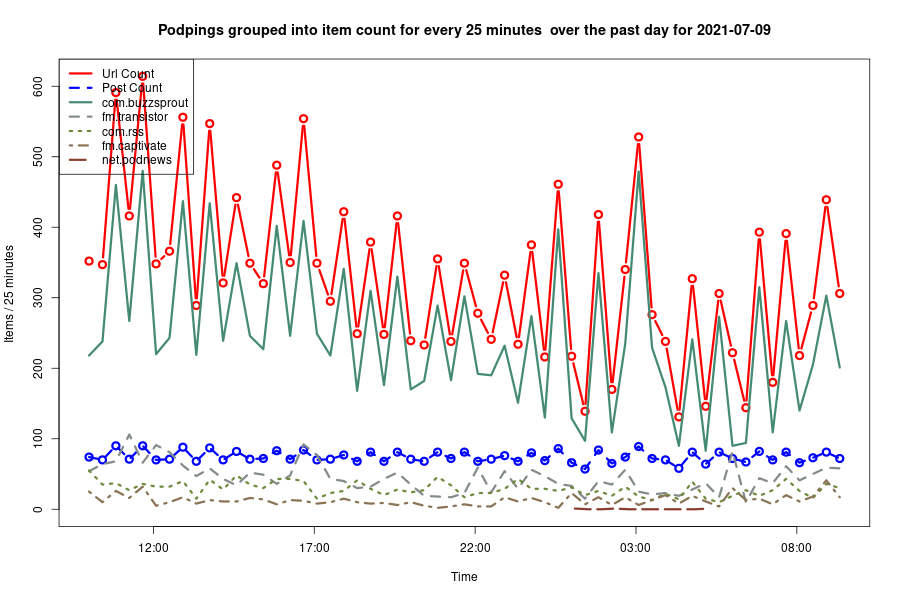 Podpings grouped into item count for every 25 minutes  over the past day for 2021-07-09
Url Count
Post Count
com.buzzsprout
fm.transistor
com.rss
fm.captivate
net.podnews
600
500
400
300
200
100
0
Items / 25 minutes
12:00
17:00
22:00
03:00
08:00
Time